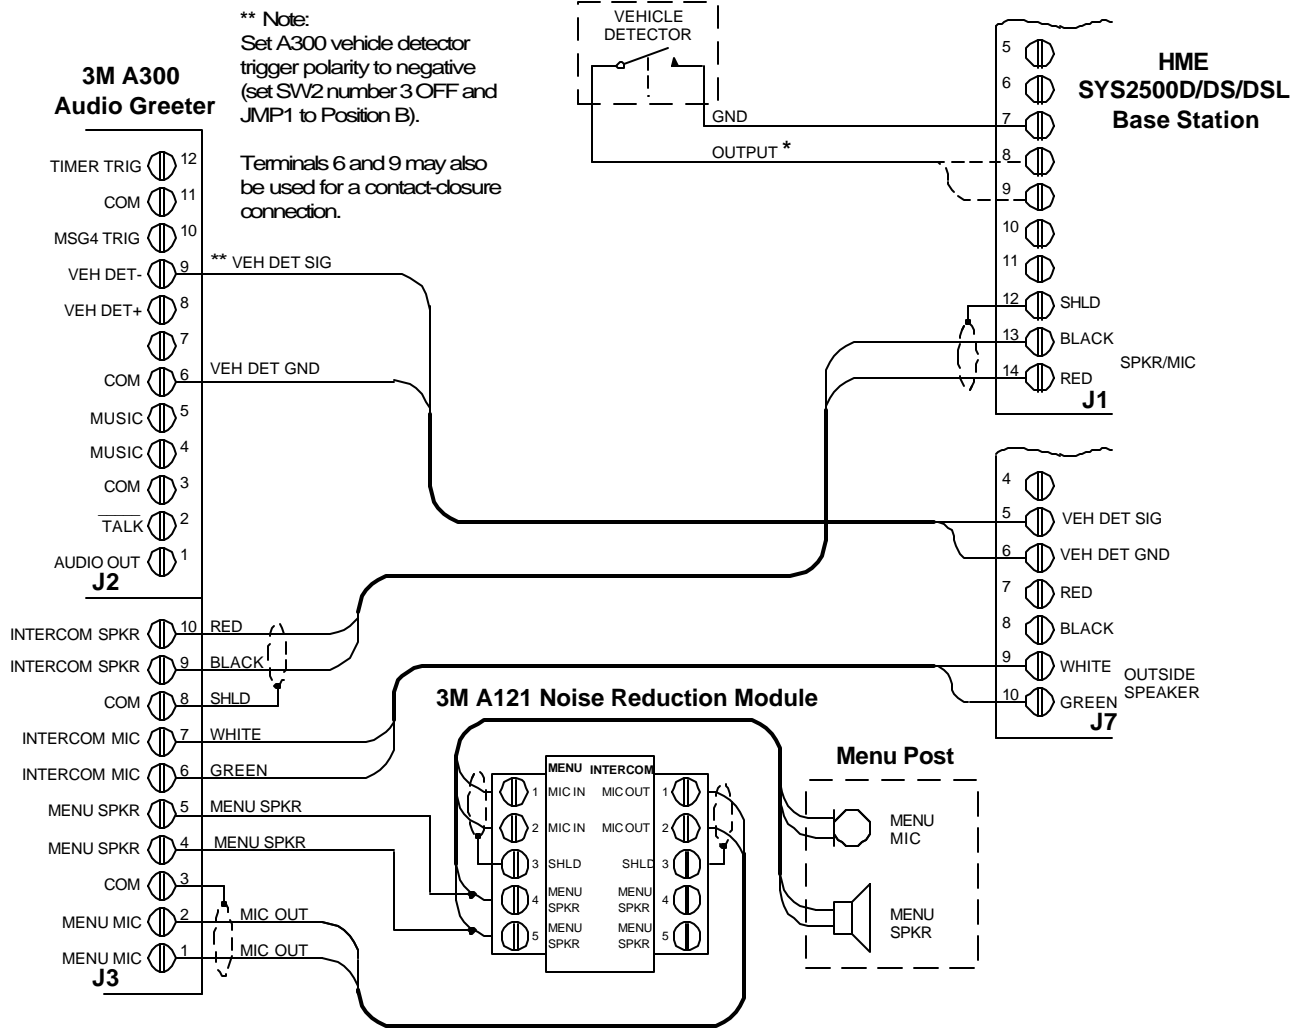 ** Note:
Set A300 vehicle detector
trigger polarity to negative
(set SW2 number 3 OFF and
JMP1 to Position B).
Terminals 6 and 9 may also
be used for a contact-closure
connection.
3M A300
Audio Greeter
TIMER TRIG 12
COM 11
MSG4 TRIG 10
VEH DET- 9 ** VEH DET SIG
VEH DET+ 8
7
COM 6 VEH DET GND
MUSIC 5
MUSIC 4
COM 3
TALK 2
AUDIO OUT 1
J2
INTERCOM SPKR 10 RED
INTERCOM SPKR 9 BLACK
COM 8 SHLD
INTERCOM MIC 7 WHITE
INTERCOM MIC 6 GREEN
MENU SPKR 5 MENU SPKR
MENU SPKR 4 MENU SPKR
COM 3
MENU MIC 2 MIC OUT
MENU MIC 1 MIC OUT
J3
VEHICLE
DETECTOR
GND
OUTPUT *
HME
SYS2500D/DS/DSL
Base Station
5
6
7
8
9
10
11
12 SHLD
13 BLACK
14 RED
SPKR/MIC
J1
4
5 VEH DET SIG
6 VEH DET GND
7 RED
8 BLACK
9 WHITE
10 GREEN
OUTSIDE
SPEAKER
J7
3M A121 Noise Reduction Module
MENU INTERCOM
1 MIC IN MIC OUT 1
2 MIC IN MIC OUT 2
3 SHLD SHLD 3
4 MENU SPKR MENU SPKR 4
5 MENU SPKR MENU SPKR 5
Menu Post
MENU
MIC
MENU
SPKR